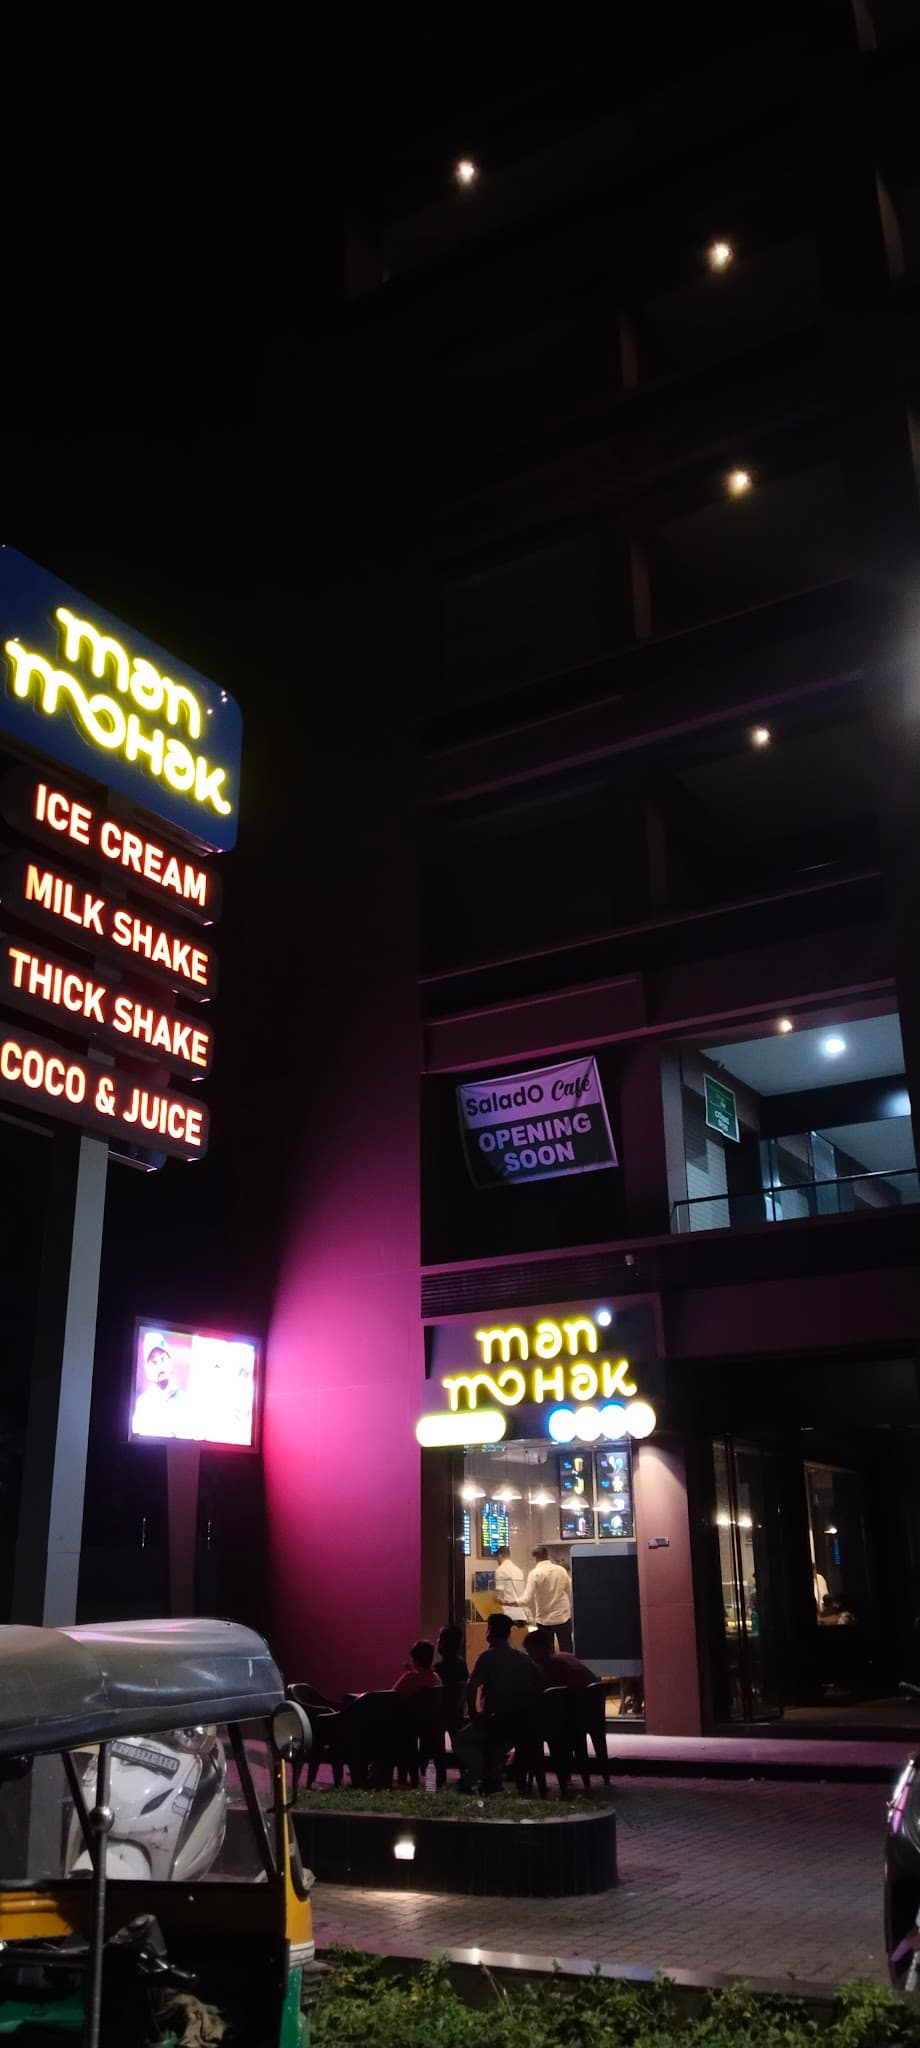 man
mOHak
ICE CREAM
MILK SHAKE
THICK SHAKE
COCO & JUICE
SaladO Café
OPENING
SOON
man
mOHak